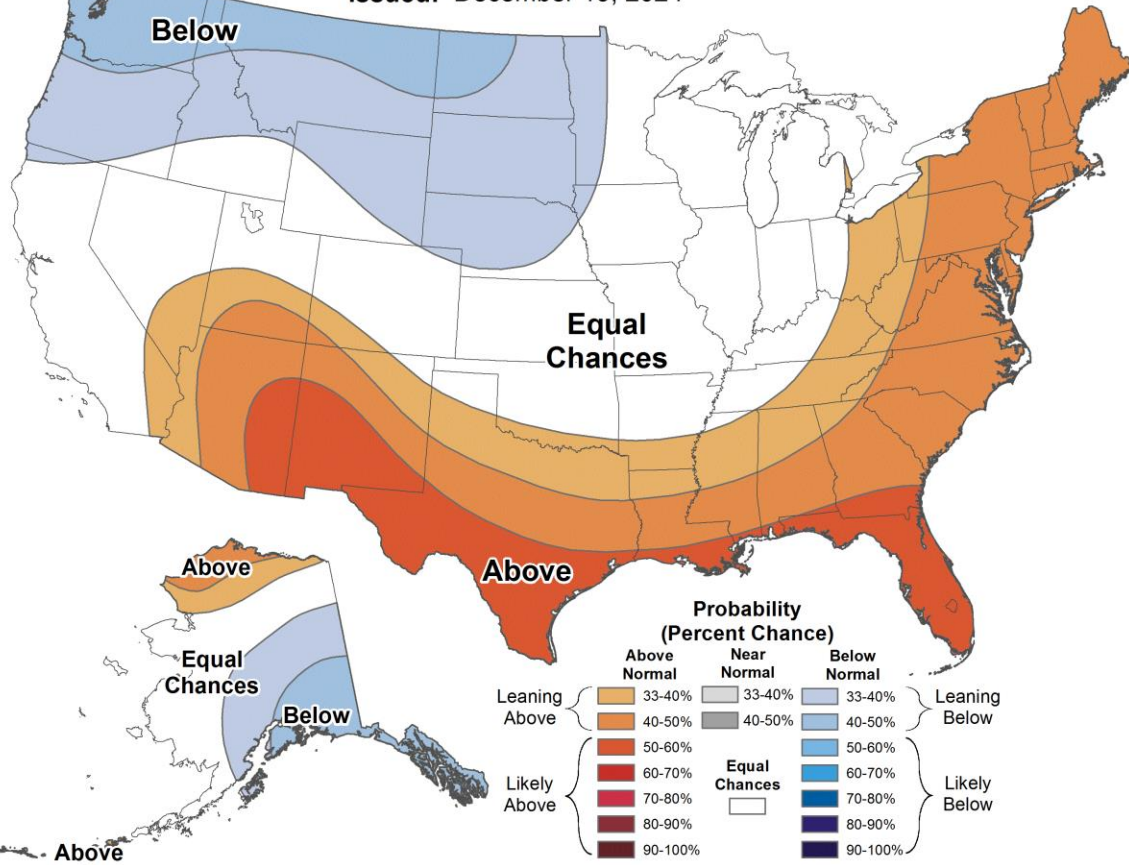 Below
Equal
Chances
Above
Above
Equal
Chances
Below
Above
Probability
(Percent Chance)
Above
Normal
Near
Normal
Below
Normal
Leaning
Above
33-40%
33-40%
33-40%
Leaning
Below
40-50%
40-50%
40-50%
Likely
Above
50-60%
50-60%
60-70%
Equal
Chances
60-70%
Likely
Below
70-80%
70-80%
80-90%
80-90%
90-100%
90-100%